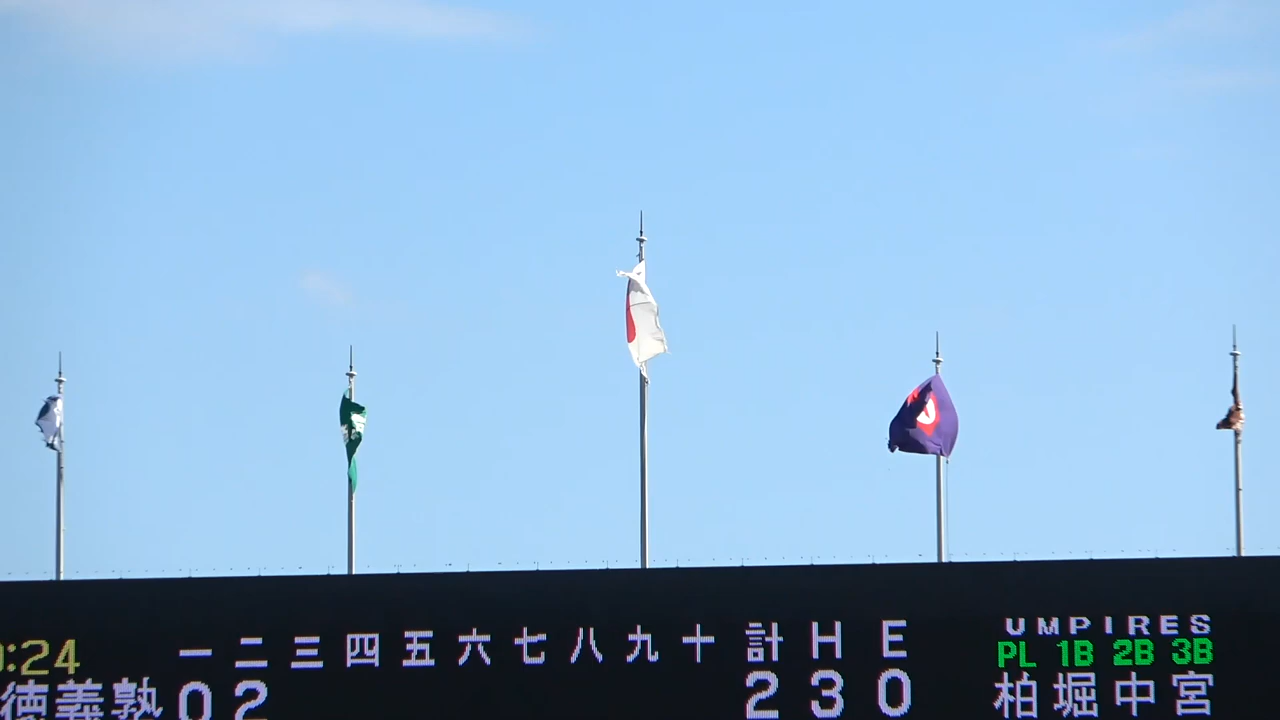 :24 一 二 三 四 五 六 七 八 九 十 計 H E UMPIRES
PL 1B 2B 3B
徳義塾 0 2 2 3 0 柏 堀 中 宮